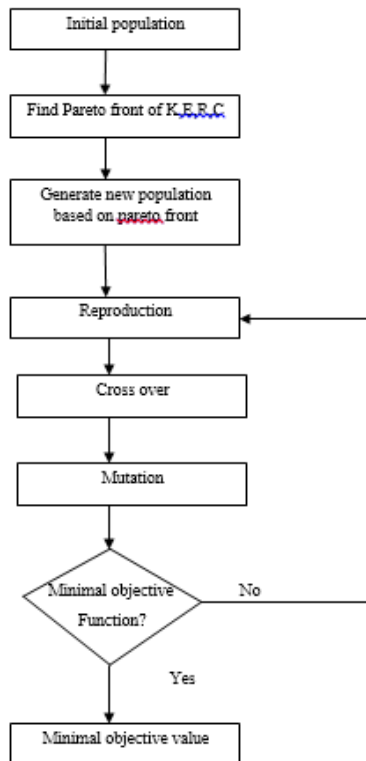 Initial population
Find Pareto front of K,E,R,C
Generate new population
based on pareto front
Reproduction
Cross over
Mutation
Minimal objective
Function?
No
Yes
Minimal objective value